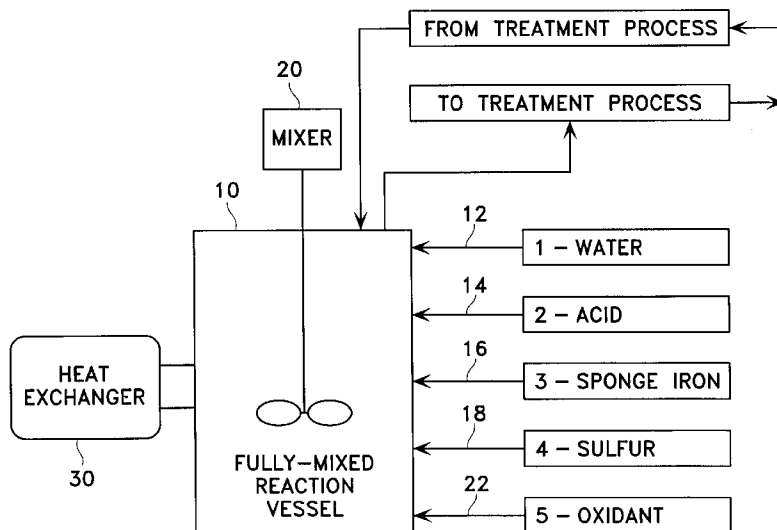 FROM TREATMENT PROCESS
TO TREATMENT PROCESS
20
MIXER
10
12
1 – WATER
14
2 – ACID
16
3 – SPONGE IRON
18
4 – SULFUR
22
5 – OXIDANT
HEAT
EXCHANGER
30
FULLY–MIXED
REACTION
VESSEL